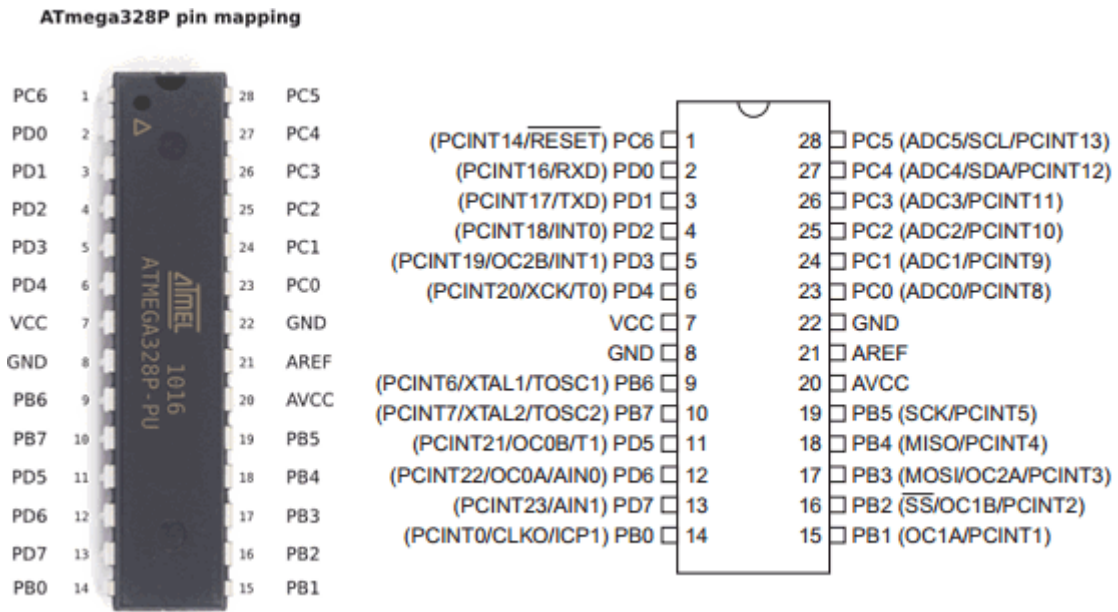 ATmega328P pin mapping
PC6 1 28 PC5
PD0 2 27 PC4
PD1 3 26 PC3
PD2 4 25 PC2
PD3 5 24 PC1
PD4 6 23 PC0
VCC 7 22 GND
GND 8 21 AREF
PB6 9 20 AVCC
PB7 10 19 PB5
PD5 11 18 PB4
PD6 12 17 PB3
PD7 13 16 PB2
PB0 14 15 PB1
ATMEL 1016
ATMEGA328P-PU
(PCINT14/RESET) PC6 1 28 PC5 (ADC5/SCL/PCINT13)
(PCINT16/RXD) PD0 2 27 PC4 (ADC4/SDA/PCINT12)
(PCINT17/TXD) PD1 3 26 PC3 (ADC3/PCINT11)
(PCINT18/INT0) PD2 4 25 PC2 (ADC2/PCINT10)
(PCINT19/OC2B/INT1) PD3 5 24 PC1 (ADC1/PCINT9)
(PCINT20/XCK/T0) PD4 6 23 PC0 (ADC0/PCINT8)
VCC 7 22 GND
GND 8 21 AREF
(PCINT6/XTAL1/TOSC1) PB6 9 20 AVCC
(PCINT7/XTAL2/TOSC2) PB7 10 19 PB5 (SCK/PCINT5)
(PCINT21/OC0B/T1) PD5 11 18 PB4 (MISO/PCINT4)
(PCINT22/OC0A/AIN0) PD6 12 17 PB3 (MOSI/OC2A/PCINT3)
(PCINT23/AIN1) PD7 13 16 PB2 (SS/OC1B/PCINT2)
(PCINT0/CLKO/ICP1) PB0 14 15 PB1 (OC1A/PCINT1)